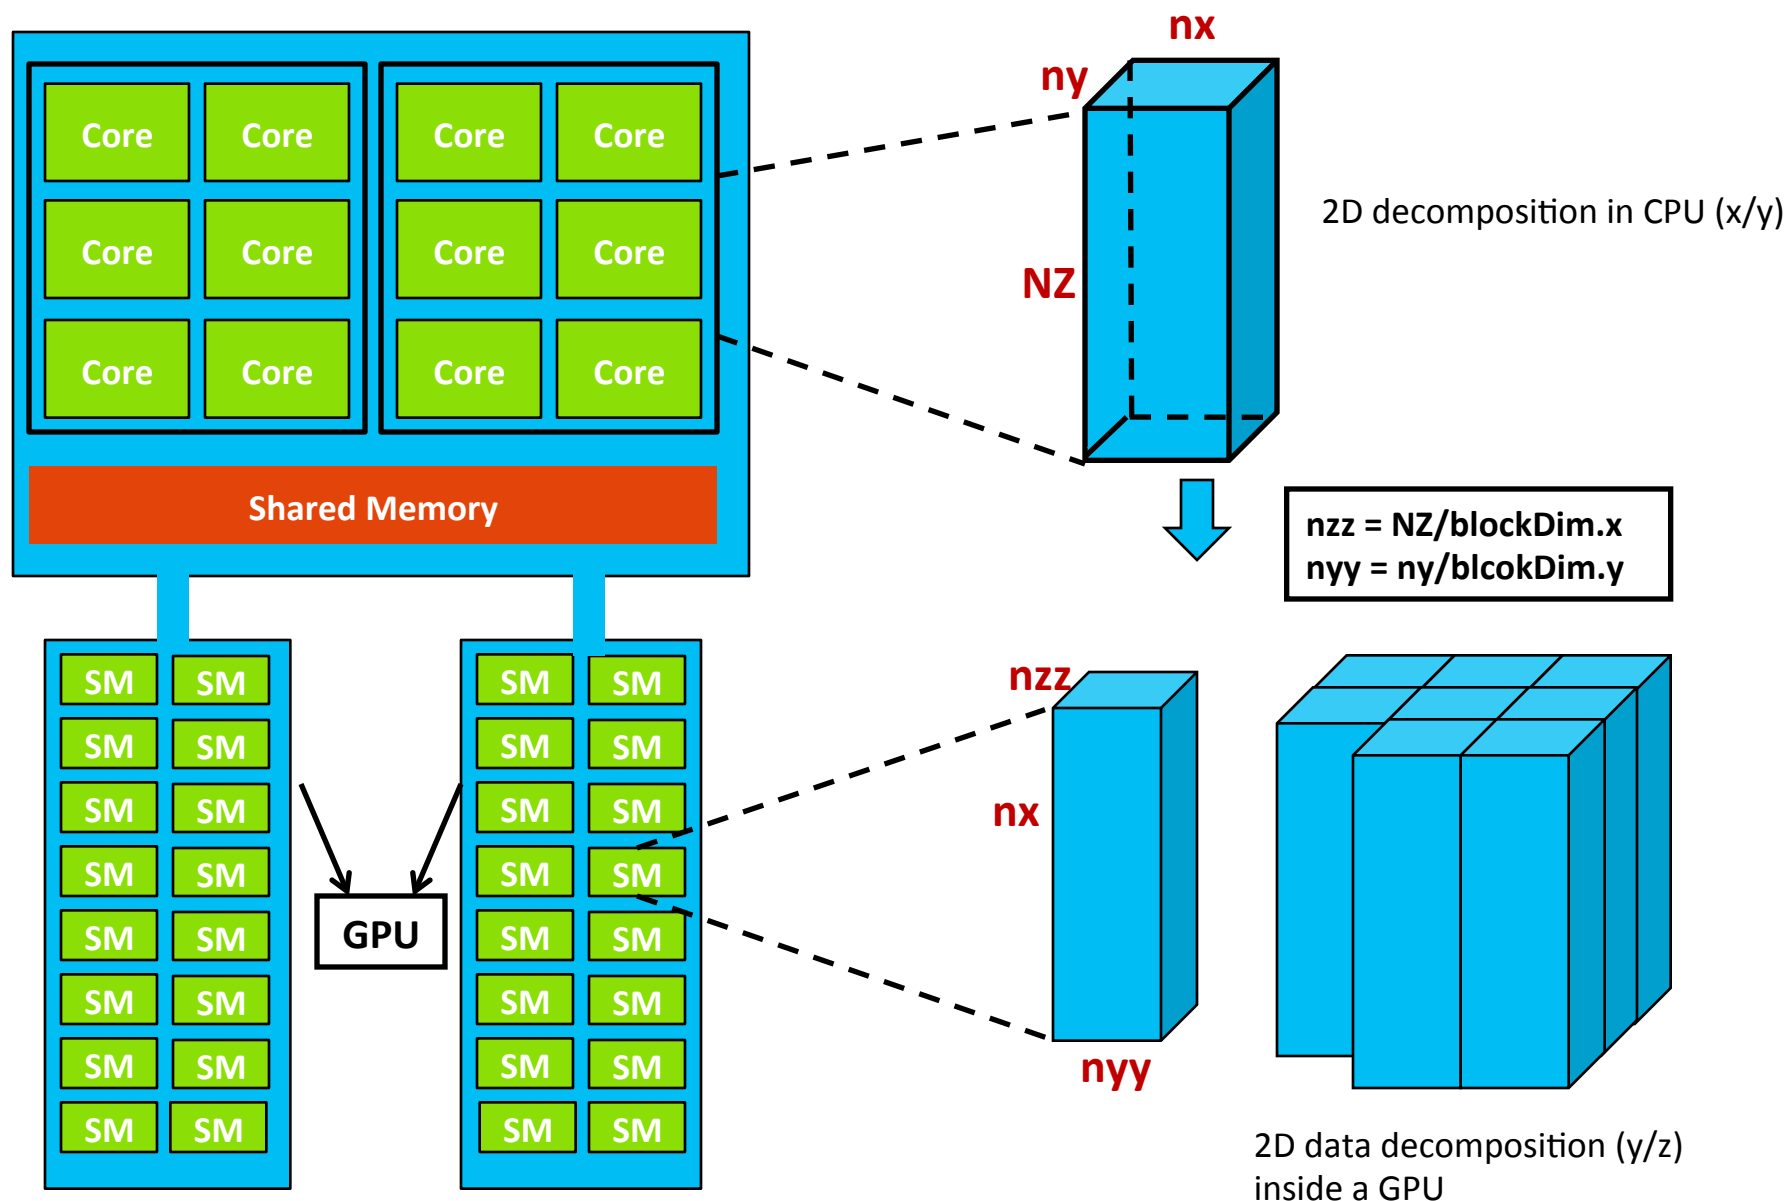 nx
ny
Core Core Core Core
2D decomposition in CPU (x/y)
Core Core Core Core
NZ
Core Core Core Core
Shared Memory
nzz = NZ/blockDim.x
nyy = ny/blcokDim.y
SM SM SM SM
nzz
SM SM SM SM
SM SM SM SM
nx
SM SM SM SM
SM SM SM SM
GPU
SM SM SM SM
SM SM SM SM
nyy
SM SM SM SM
2D data decomposition (y/z)
inside a GPU